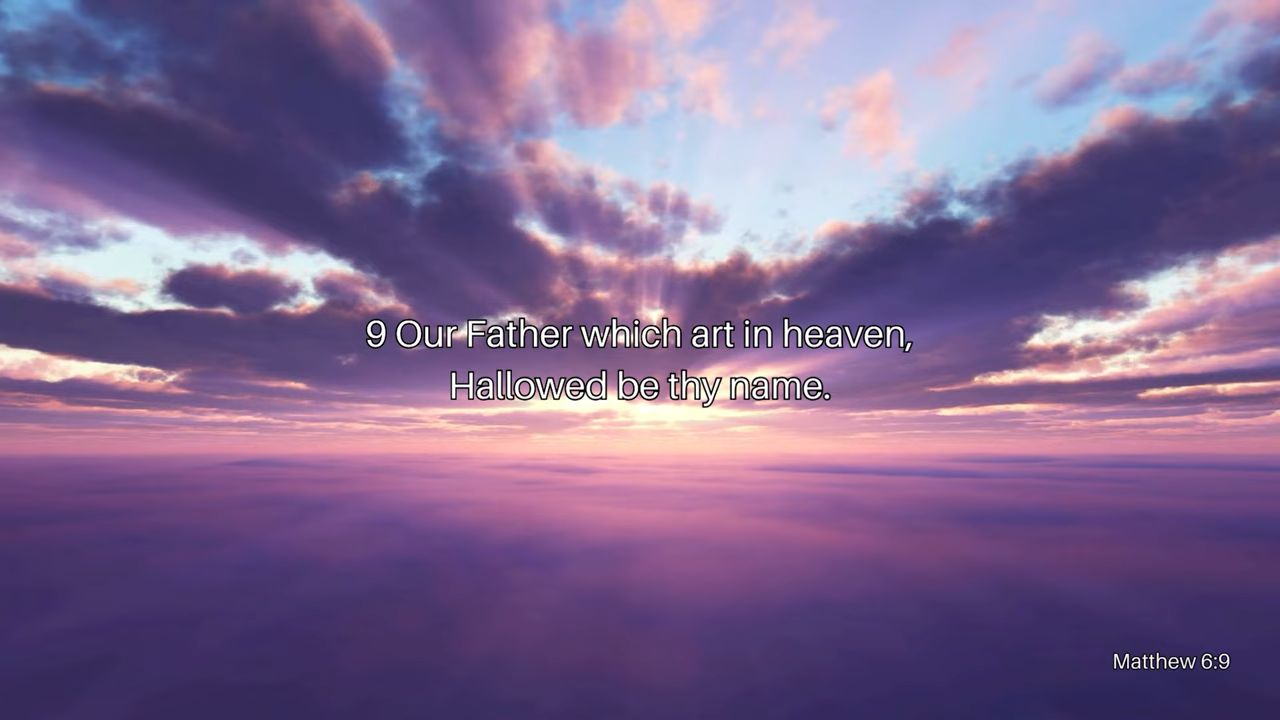 9 Our Father which art in heaven,
Hallowed be thy name.
Matthew 6:9